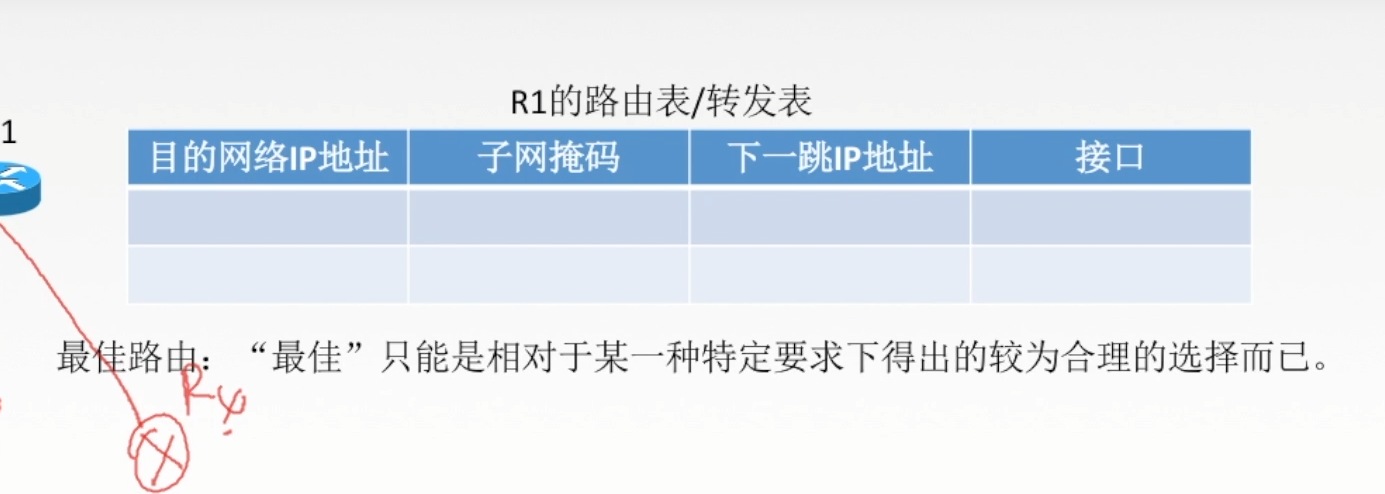 R1的路由表/转发表
1
目的网络IP地址 子网掩码 下一跳IP地址 接口
最佳路由：“最佳”只能是相对于某一种特定要求下得出的较为合理的选择而已。
R4